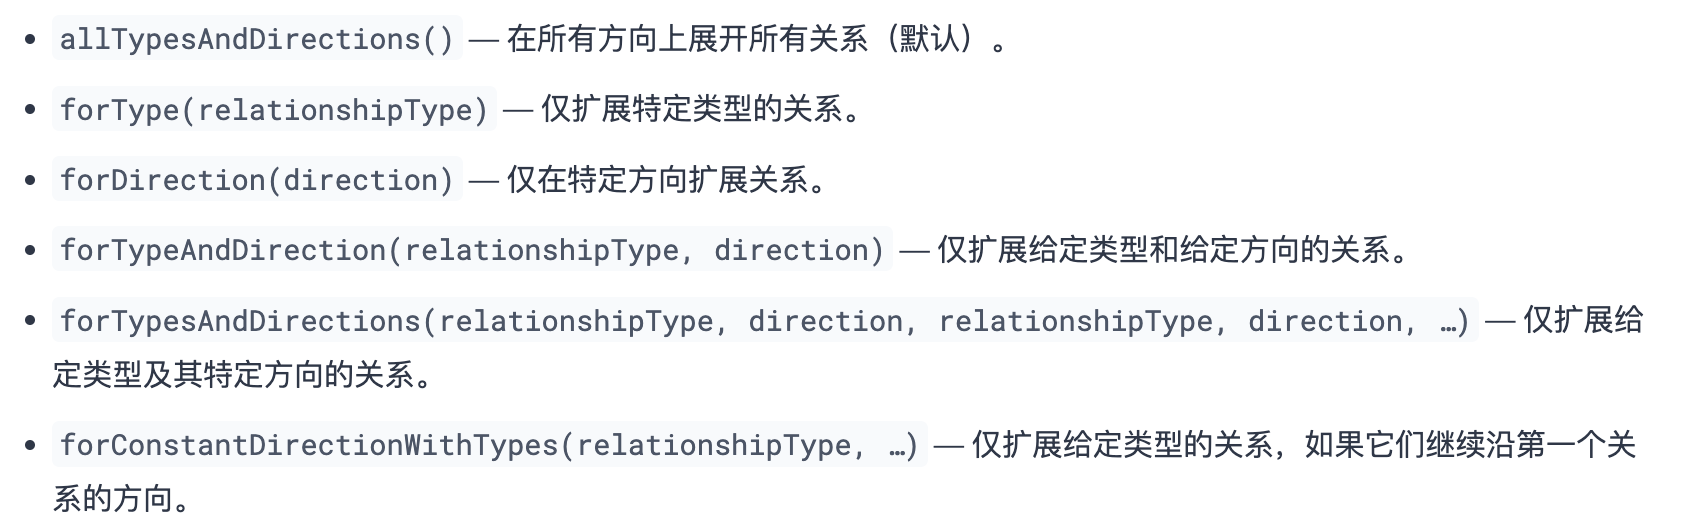 • allTypesAndDirections() — 在所有方向上展开所有关系（默认）。
• forType(relationshipType) — 仅扩展特定类型的关系。
• forDirection(direction) — 仅在特定方向扩展关系。
• forTypeAndDirection(relationshipType, direction) — 仅扩展给定类型和给定方向的关系。
• forTypesAndDirections(relationshipType, direction, relationshipType, direction, …) — 仅扩展给
定类型及其特定方向的关系。
• forConstantDirectionWithTypes(relationshipType, …) — 仅扩展给定类型的关系，如果它们继续沿第一个关
系的方向。